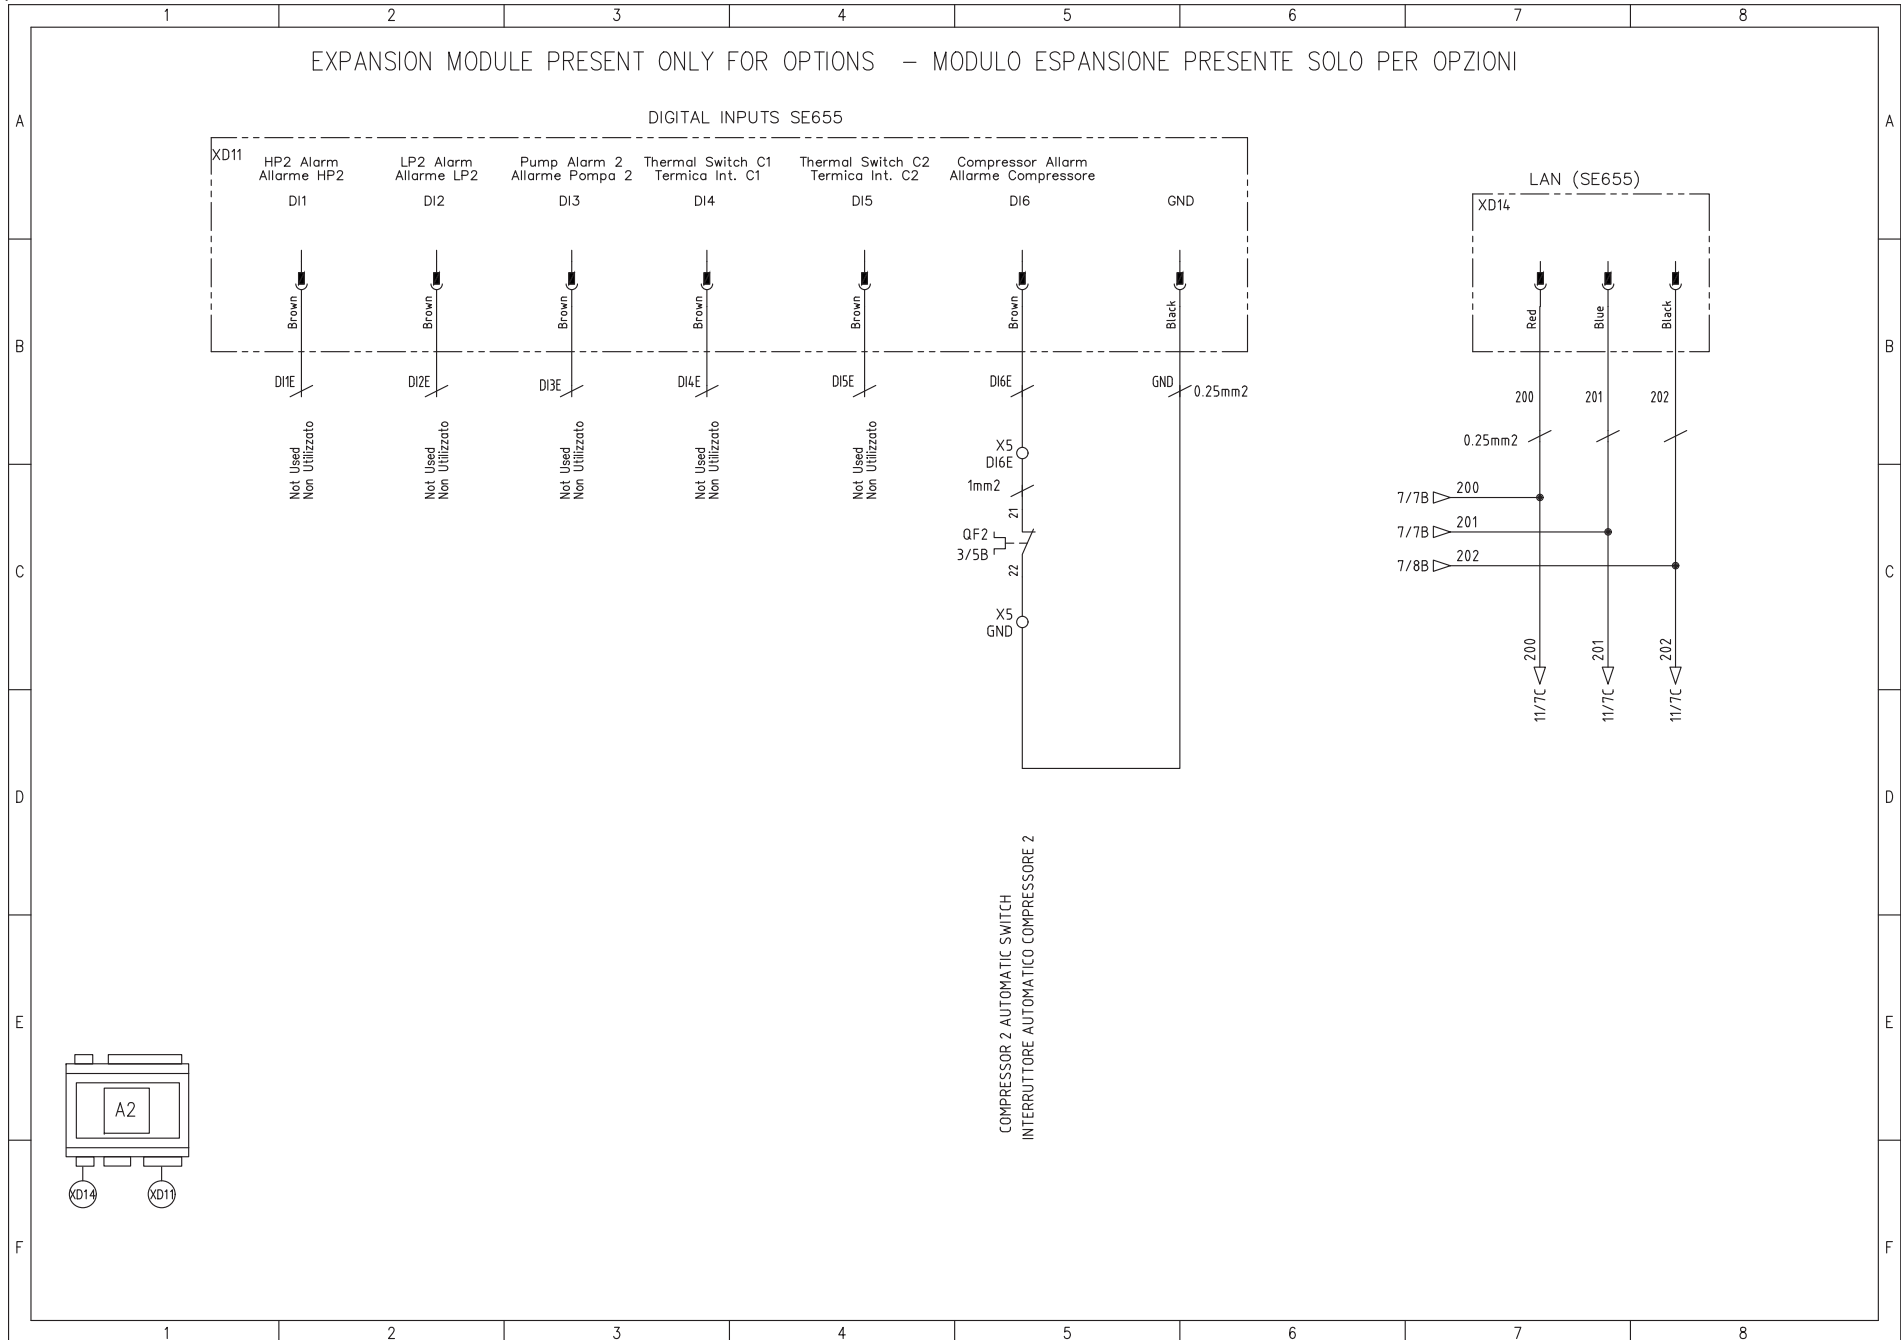 1 2 3 4 5 6 7 8
EXPANSION MODULE PRESENT ONLY FOR OPTIONS – MODULO ESPANSIONE PRESENTE SOLO PER OPZIONI
A
A
DIGITAL INPUTS SE655
XD11
HP2 Alarm
Allarme HP2
DI1
LP2 Alarm
Allarme LP2
DI2
Pump Alarm 2
Allarme Pompa 2
DI3
Thermal Switch C1
Termica Int. C1
DI4
Thermal Switch C2
Termica Int. C2
DI5
Compressor Allarm
Allarme Compressore
DI6
GND
LAN (SE655)
XD14
Brown
Brown
Brown
Brown
Brown
Brown
Black
Red
Blue
Black
B
B
DI1E
DI2E
DI3E
DI4E
DI5E
DI6E
GND
0.25mm2
200
201
202
0.25mm2
Not Used
Non Utilizzato
Not Used
Non Utilizzato
Not Used
Non Utilizzato
Not Used
Non Utilizzato
Not Used
Non Utilizzato
X5
DI6E
1mm2
21
QF2
3/5B
22
X5
GND
7/7B 200
7/7B 201
7/8B 202
C
C
200
201
202
11/7C
11/7C
11/7C
D
D
COMPRESSOR 2 AUTOMATIC SWITCH
INTERRUTTORE AUTOMATICO COMPRESSORE 2
E
E
A2
XD14
XD11
F
F
1 2 3 4 5 6 7 8